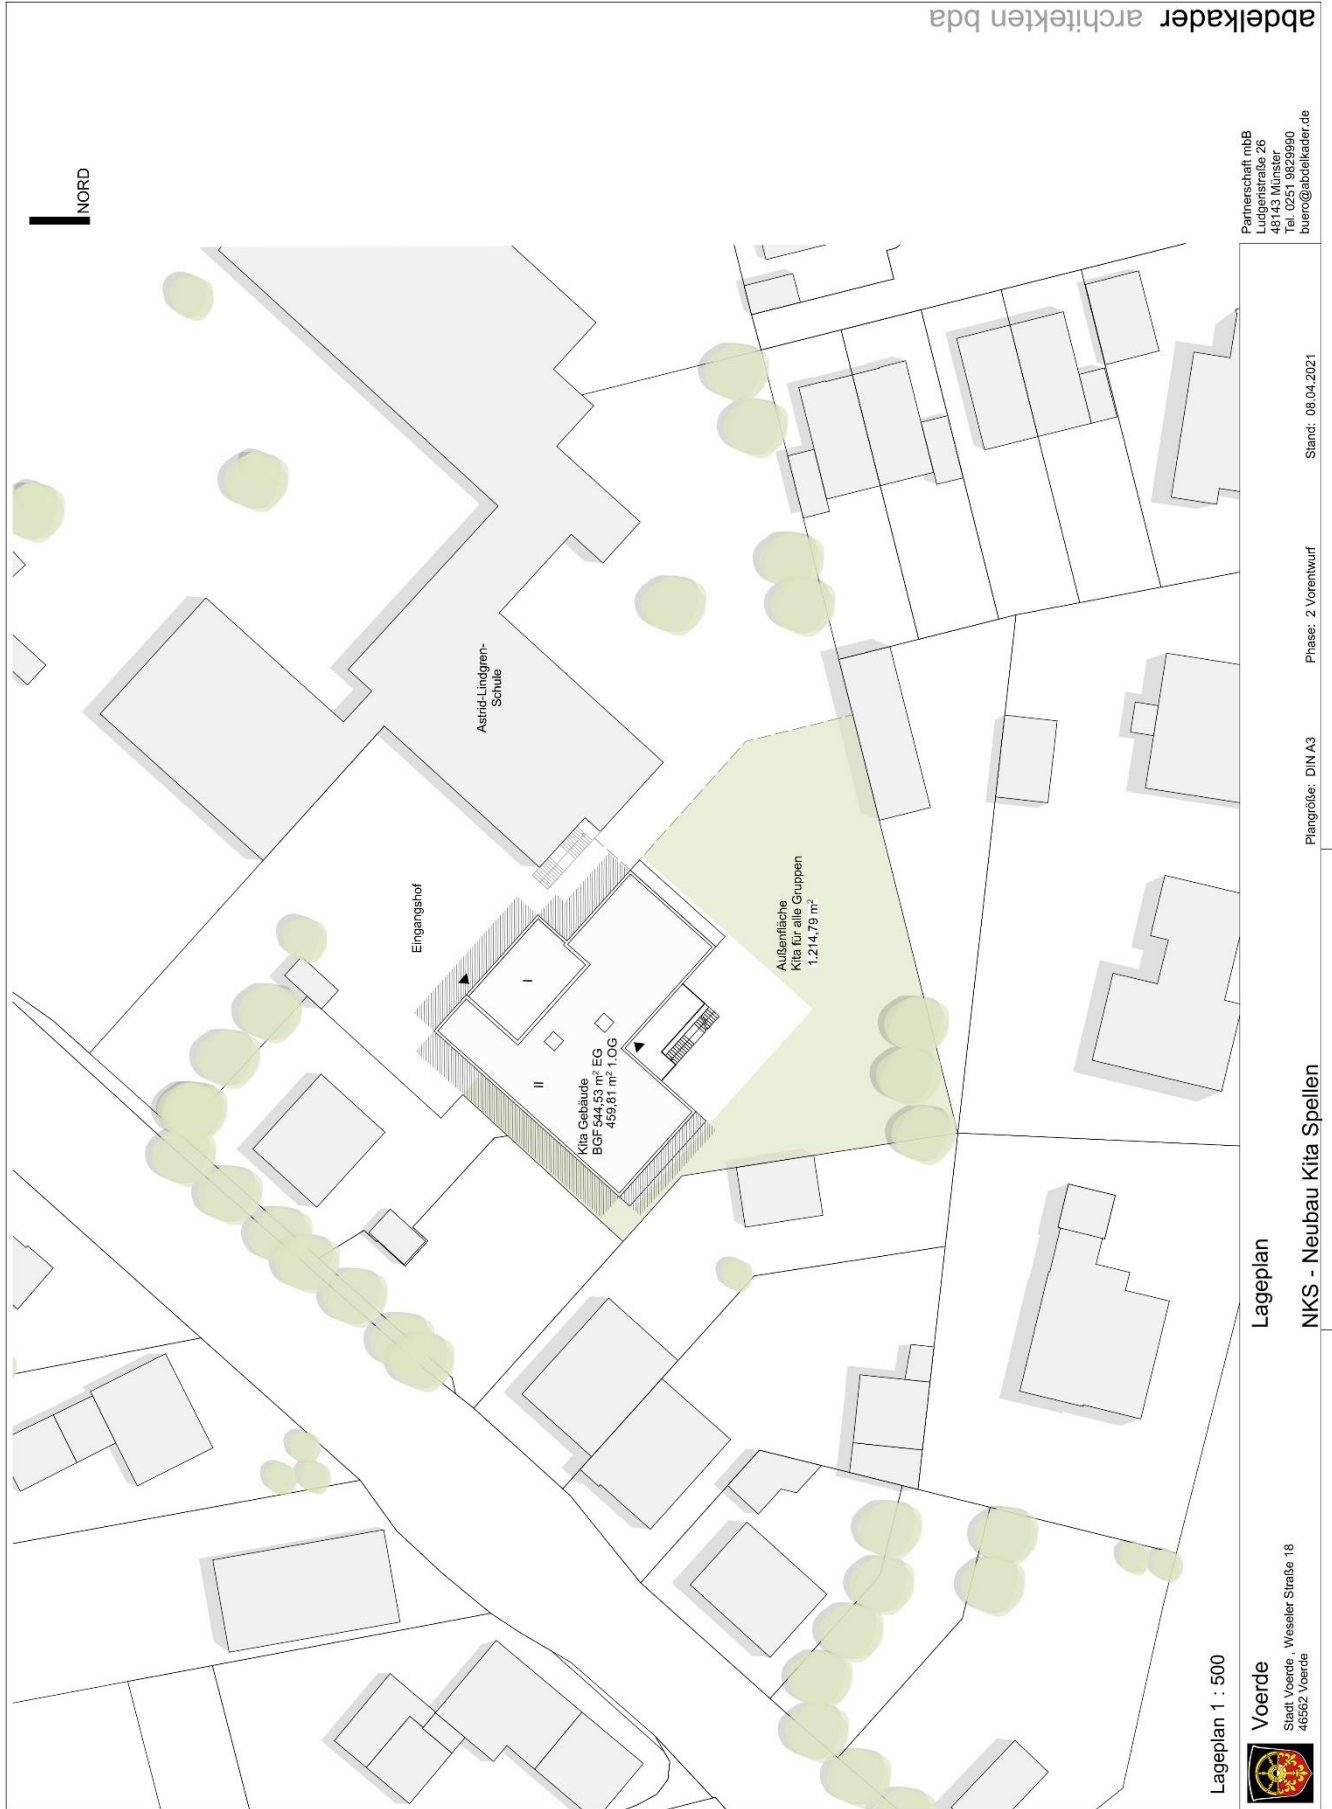 NORD
Astrid-Lindgren-
Schule
Eingangshof
I
II
Kita Gebäude
BGF 544,53 m² EG
459,81 m² 1.OG
Außenfläche
Kita für alle Gruppen
1.214,79 m²
Lageplan 1 : 500
Voerde
Stadt Voerde , Weseler Straße 18
46562 Voerde
Lageplan
NKS - Neubau Kita Spellen
Plangröße: DIN A3
Phase: 2 Vorentwurf
Stand: 08.04.2021
Partnerschaft mbB
Ludgeristraße 26
48143 Münster
Tel. 0251 9829990
buero@abdelkader.de
abdelkader architekten bda